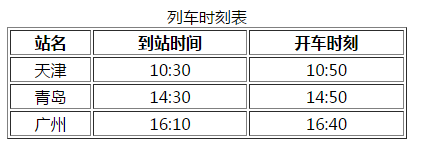 列车时刻表
站名 到站时间 开车时刻
天津 10:30 10:50
青岛 14:30 14:50
广州 16:10 16:40